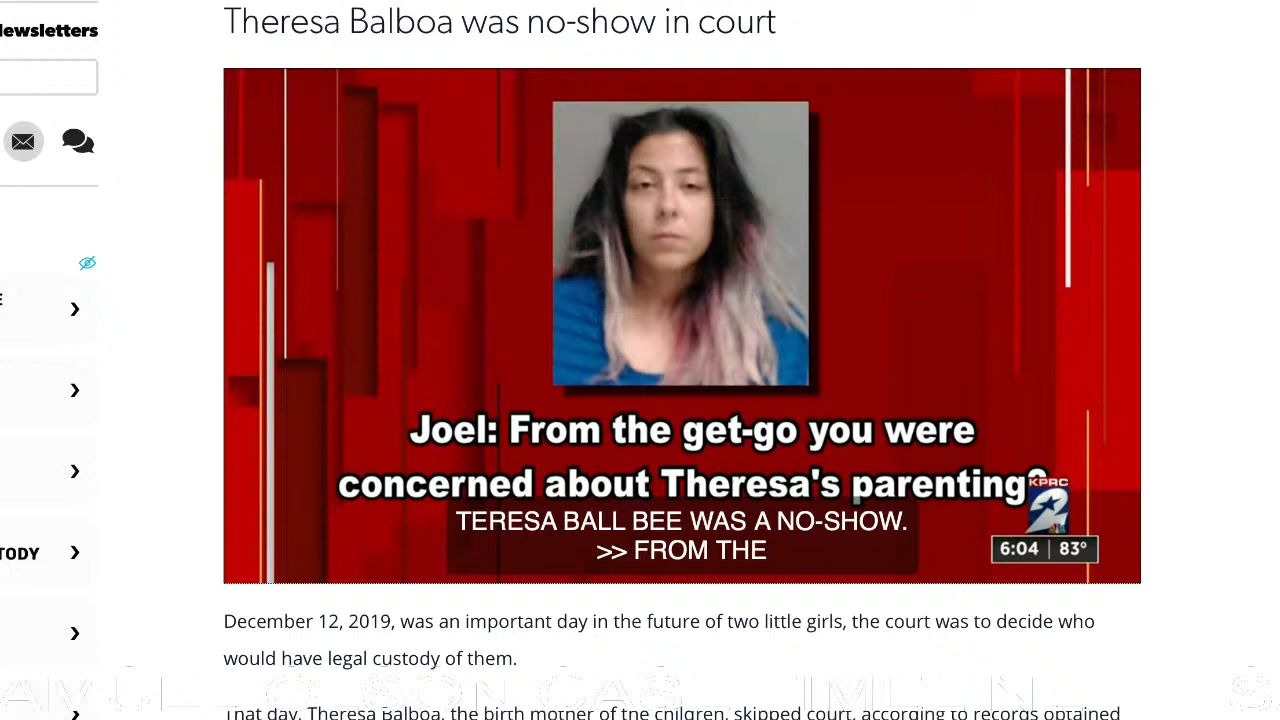 Newsletters
Theresa Balboa was no-show in court
Joel: From the get-go you were
concerned about Theresa's parenting?
KPRC
2
TERESA BALL BEE WAS A NO-SHOW.
>> FROM THE
6:04 83°
TODY
December 12, 2019, was an important day in the future of two little girls, the court was to decide who
would have legal custody of them.
That day, Theresa Balboa, the birth mother of the children, skipped court, according to records obtained